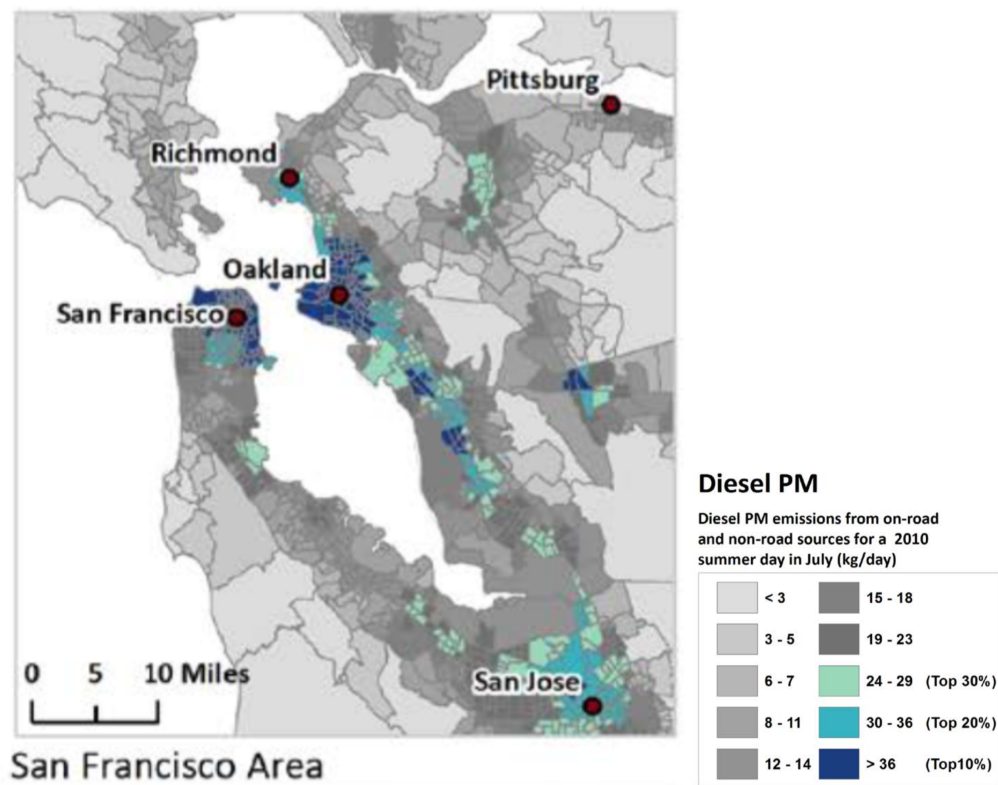 Pittsburg
Richmond
Oakland
San Francisco
San Jose
0 5 10 Miles
San Francisco Area
Diesel PM
Diesel PM emissions from on-road
and non-road sources for a 2010
summer day in July (kg/day)
< 3 15 - 18
3 - 5 19 - 23
6 - 7 24 - 29 (Top 30%)
8 - 11 30 - 36 (Top 20%)
12 - 14 > 36 (Top10%)